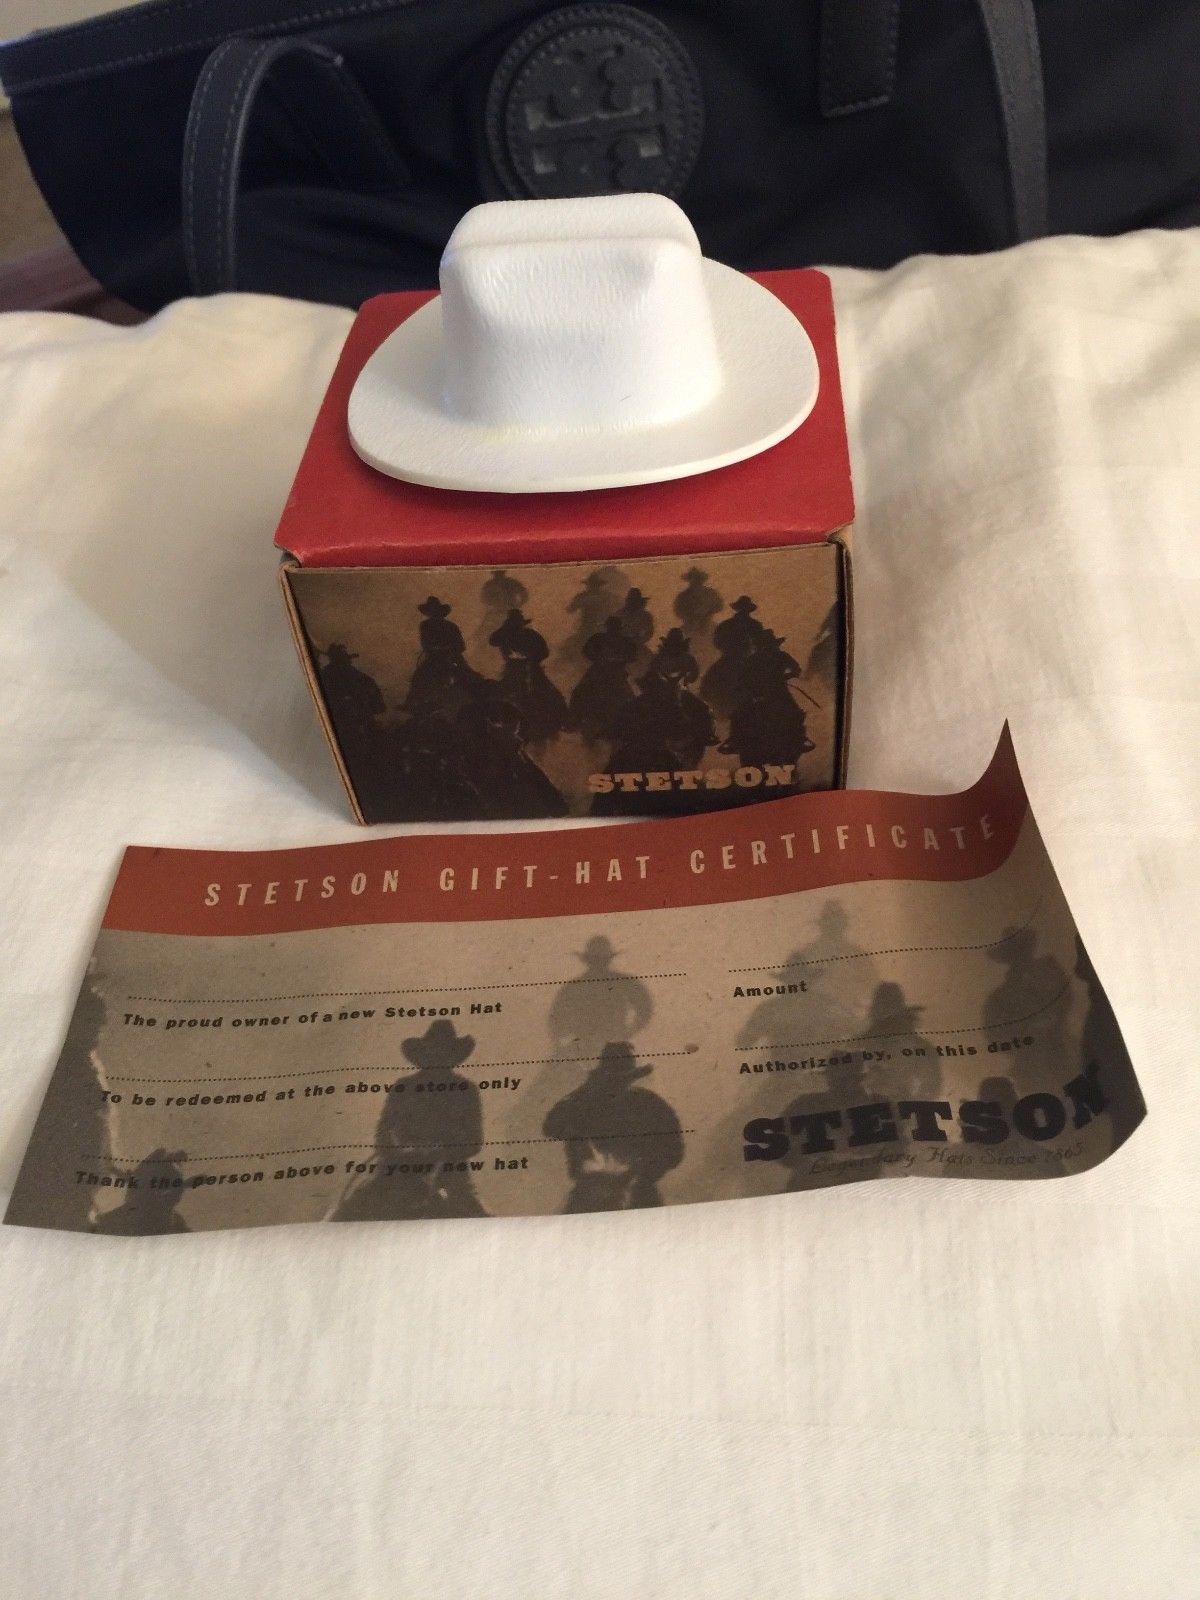 STETSON
STETSON GIFT-HAT CERTIFICATE
The proud owner of a new Stetson Hat
Amount
To be redeemed at the above store only
Authorized by, on this date
Thank the person above for your new hat
STETSON
Legendary Hats Since 1865